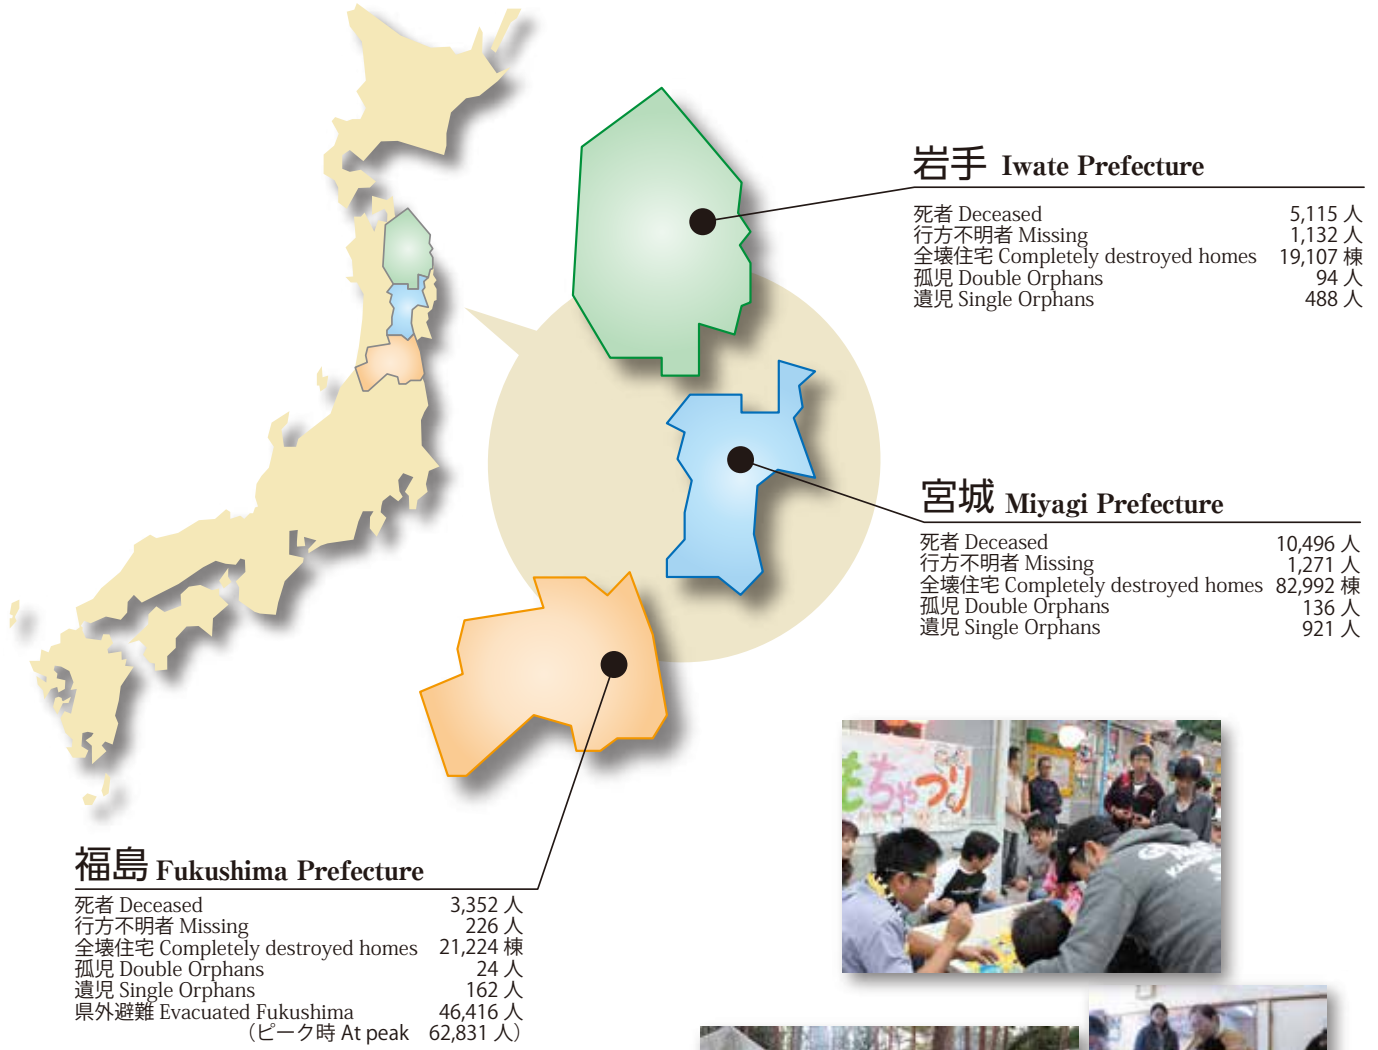 岩手 Iwate Prefecture
死者 Deceased 5,115 人
行方不明者 Missing 1,132 人
全壊住宅 Completely destroyed homes 19,107 棟
孤児 Double Orphans 94 人
遺児 Single Orphans 488 人
宮城 Miyagi Prefecture
死者 Deceased 10,496 人
行方不明者 Missing 1,271 人
全壊住宅 Completely destroyed homes 82,992 棟
孤児 Double Orphans 136 人
遺児 Single Orphans 921 人
もちゃつり
福島 Fukushima Prefecture
死者 Deceased 3,352 人
行方不明者 Missing 226 人
全壊住宅 Completely destroyed homes 21,224 棟
孤児 Double Orphans 24 人
遺児 Single Orphans 162 人
県外避難 Evacuated Fukushima 46,416 人
（ピーク時 At peak 62,831 人）